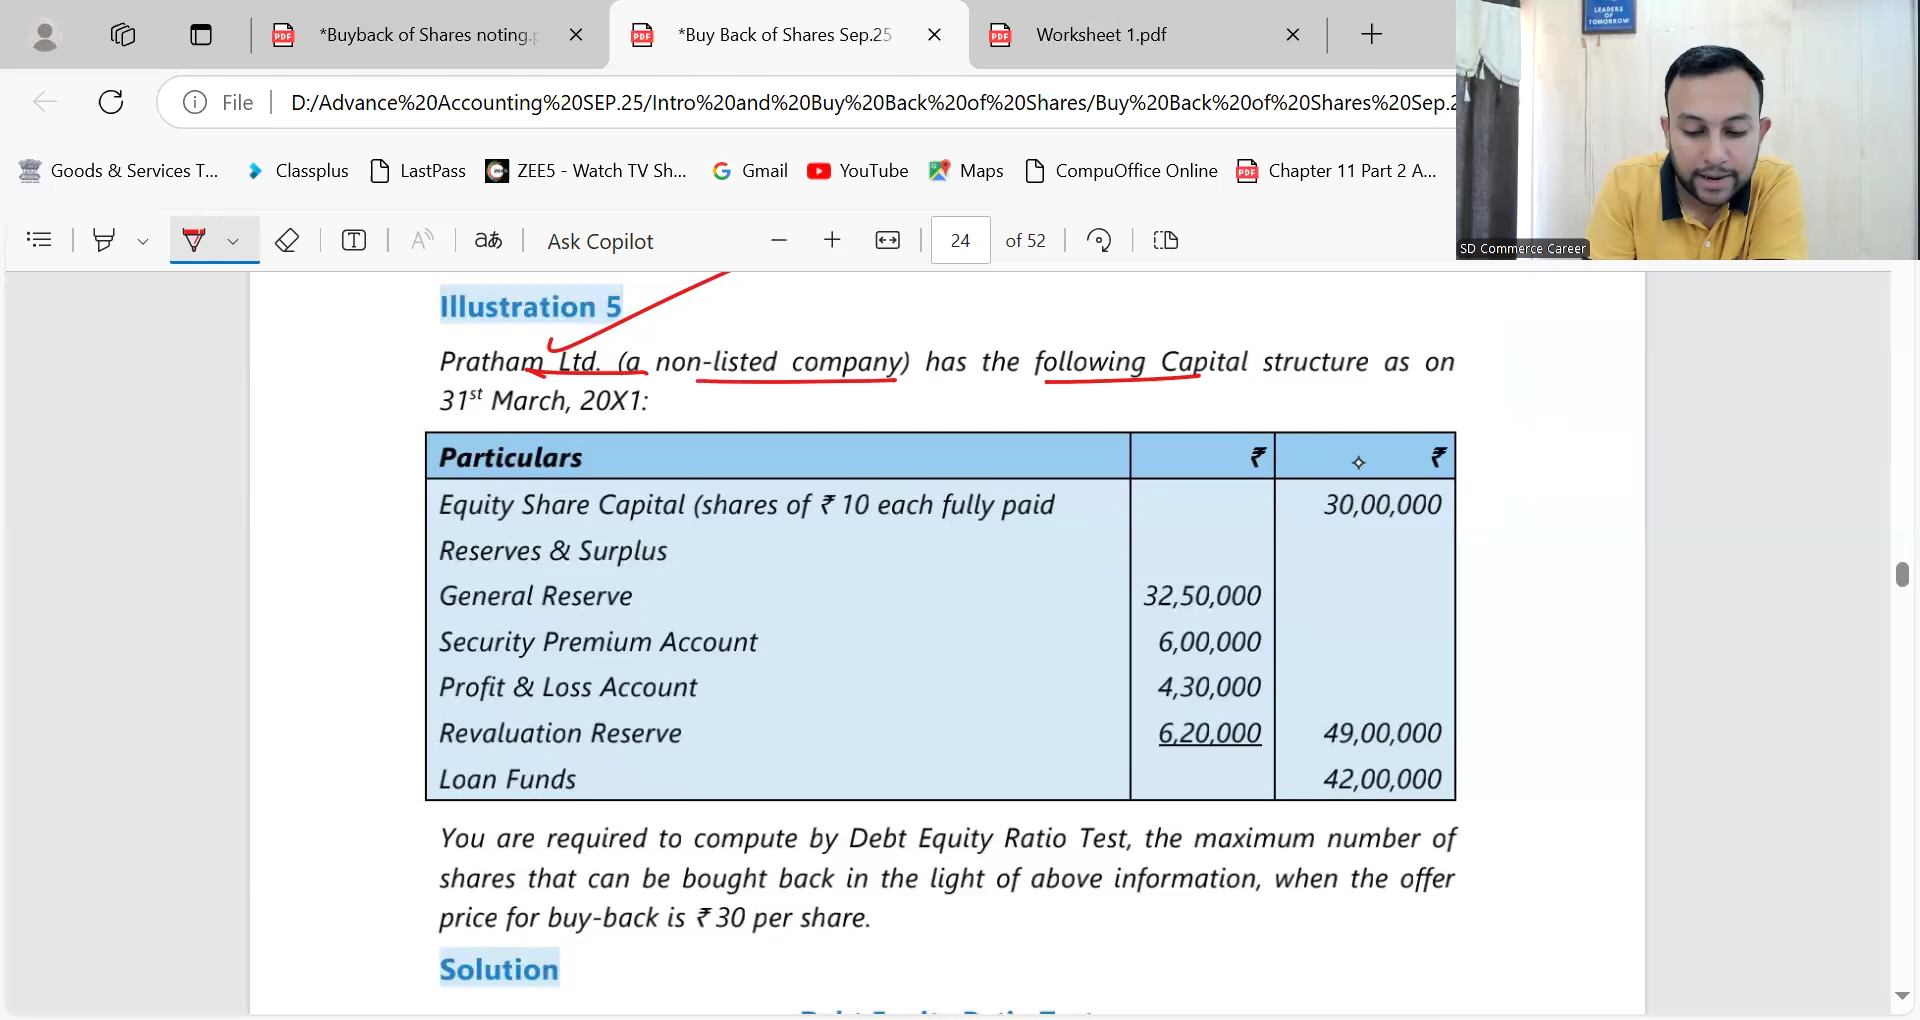 *Buyback of Shares noting.p
*Buy Back of Shares Sep.25
Worksheet 1.pdf
File
D:/Advance%20Accounting%20SEP.25/Intro%20and%20Buy%20Back%20of%20Shares/Buy%20Back%20of%20Shares%20Sep.2
LEADERS
OF
TOMORROW
Goods & Services T...
Classplus
LastPass
ZEE5 - Watch TV Sh...
Gmail
YouTube
Maps
CompuOffice Online
Chapter 11 Part 2 A...
Ask Copilot
24
of 52
SD Commerce Career
Illustration 5
Pratham Ltd. (a non-listed company) has the following Capital structure as on
31st March, 20X1:
Particulars ₹ ₹
Equity Share Capital (shares of ₹ 10 each fully paid 30,00,000
Reserves & Surplus
General Reserve 32,50,000
Security Premium Account 6,00,000
Profit & Loss Account 4,30,000
Revaluation Reserve 6,20,000 49,00,000
Loan Funds 42,00,000
You are required to compute by Debt Equity Ratio Test, the maximum number of
shares that can be bought back in the light of above information, when the offer
price for buy-back is ₹ 30 per share.
Solution